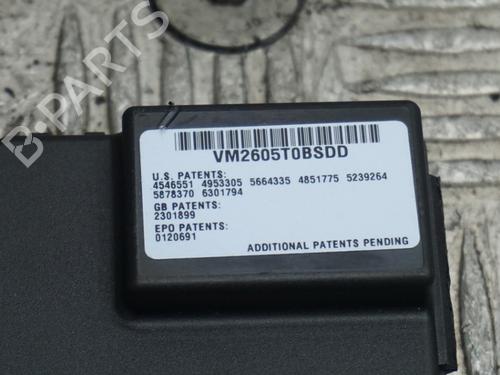 B-PARTS
VM2605T0BSDD
U.S. PATENTS:
4546551 4953305 5664335 4851775 5239264
5878370 6301794
GB PATENTS:
2301899
EPO PATENTS:
0120691
ADDITIONAL PATENTS PENDING